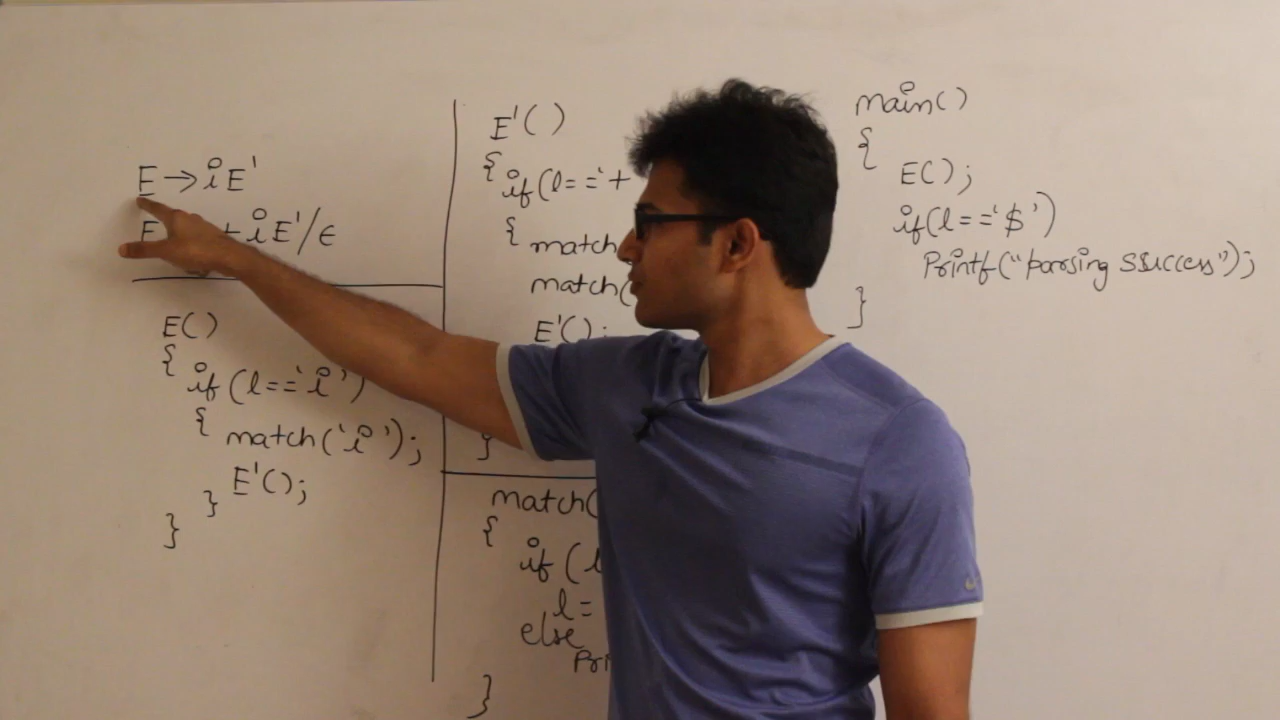 E → iE'
+iE'/ϵ
E()
{
if (l=='i')
{
match('i');
E'();
}
}
E'()
{
if(l=='+
{
match
match(
E'();
}
match(
{
if (l
l=
else
Pri
}
main()
{
E();
if(l=='$')
Printf("parsing success");
}